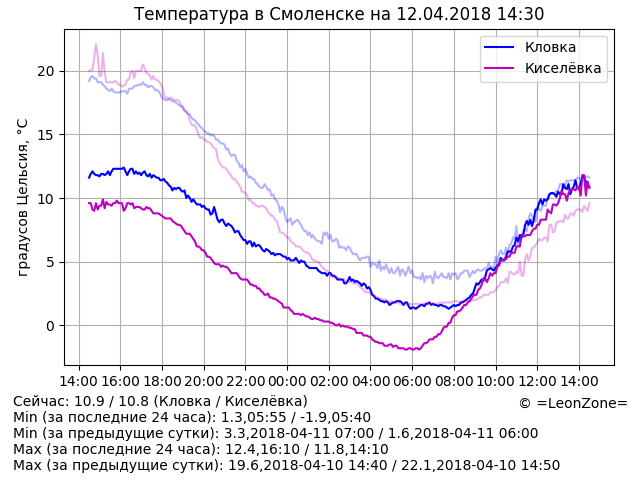 Температура в Смоленске на 12.04.2018 14:30
Кловка
Киселёвка
градусов Цельсия, °C
20
15
10
5
0
14:00 16:00 18:00 20:00 22:00 00:00 02:00 04:00 06:00 08:00 10:00 12:00 14:00
Сейчас: 10.9 / 10.8 (Кловка / Киселёвка)
© =LeonZone=
Min (за последние 24 часа): 1.3,05:55 / -1.9,05:40
Min (за предыдущие сутки): 3.3,2018-04-11 07:00 / 1.6,2018-04-11 06:00
Max (за последние 24 часа): 12.4,16:10 / 11.8,14:10
Max (за предыдущие сутки): 19.6,2018-04-10 14:40 / 22.1,2018-04-10 14:50